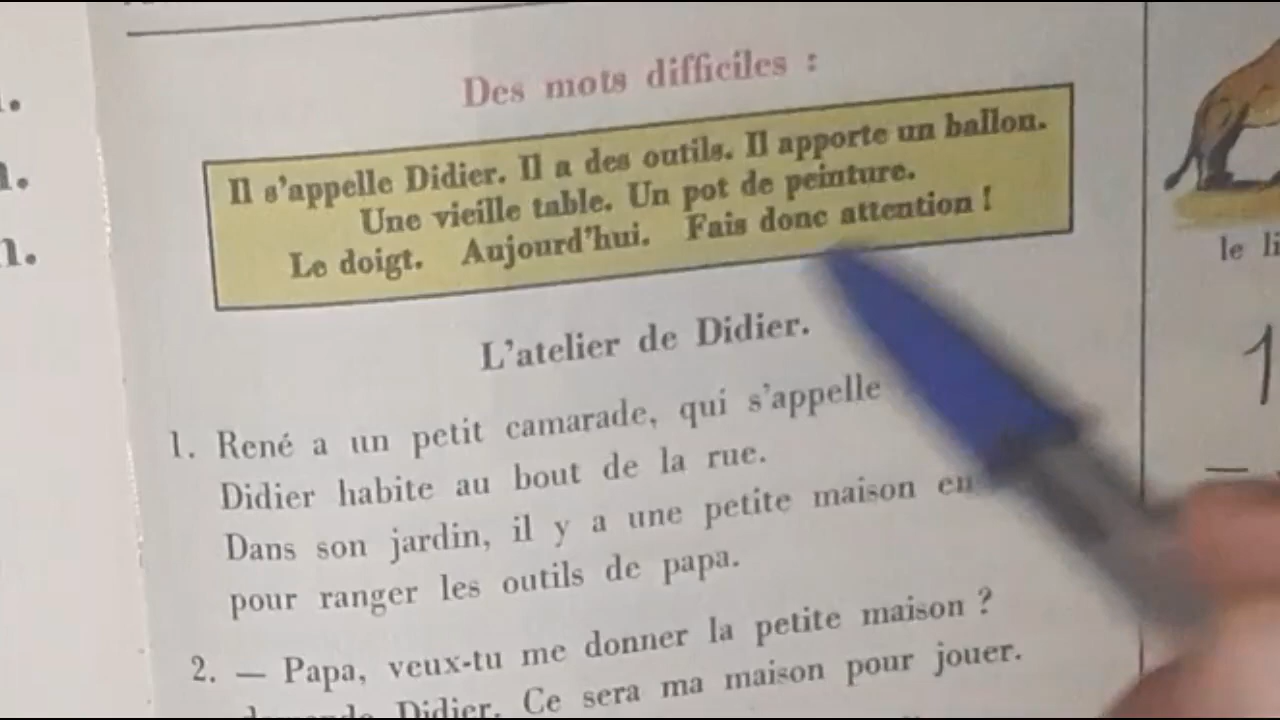 Des mots difficiles :
Il s'appelle Didier. Il a des outils. Il apporte un ballon.
Une vieille table. Un pot de peinture.
Le doigt. Aujourd'hui. Fais donc attention !
L'atelier de Didier.
1. René a un petit camarade, qui s'appelle
Didier habite au bout de la rue.
Dans son jardin, il y a une petite maison en
pour ranger les outils de papa.
2. — Papa, veux-tu me donner la petite maison ?
Didier. Ce sera ma maison pour jouer.
le
1